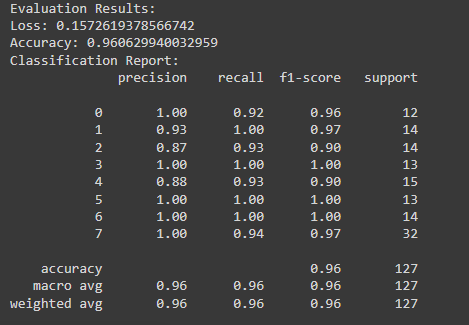 Evaluation Results:
Loss: 0.1572619378566742
Accuracy: 0.960629940032959
Classification Report:
precision recall f1-score support
0 1.00 0.92 0.96 12
1 0.93 1.00 0.97 14
2 0.87 0.93 0.90 14
3 1.00 1.00 1.00 13
4 0.88 0.93 0.90 15
5 1.00 1.00 1.00 13
6 1.00 1.00 1.00 14
7 1.00 0.94 0.97 32
accuracy 0.96 127
macro avg 0.96 0.96 0.96 127
weighted avg 0.96 0.96 0.96 127